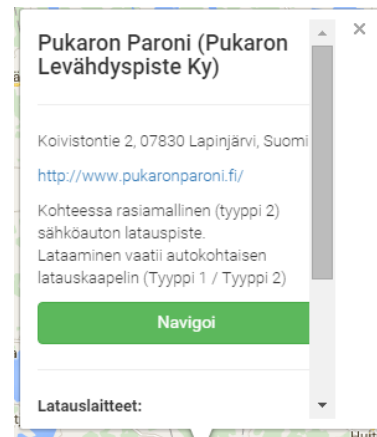 Pukaron Paroni (Pukaron
Levähdyspiste Ky)
×
Koivistontie 2, 07830 Lapinjärvi, Suomi
http://www.pukaronparoni.fi/
Kohteessa rasiamallinen (tyyppi 2)
sähköauton latauspiste.
Lataaminen vaatii autokohtaisen
latauskaapelin (Tyyppi 1 / Tyyppi 2)
Navigoi
Latauslaitteet: